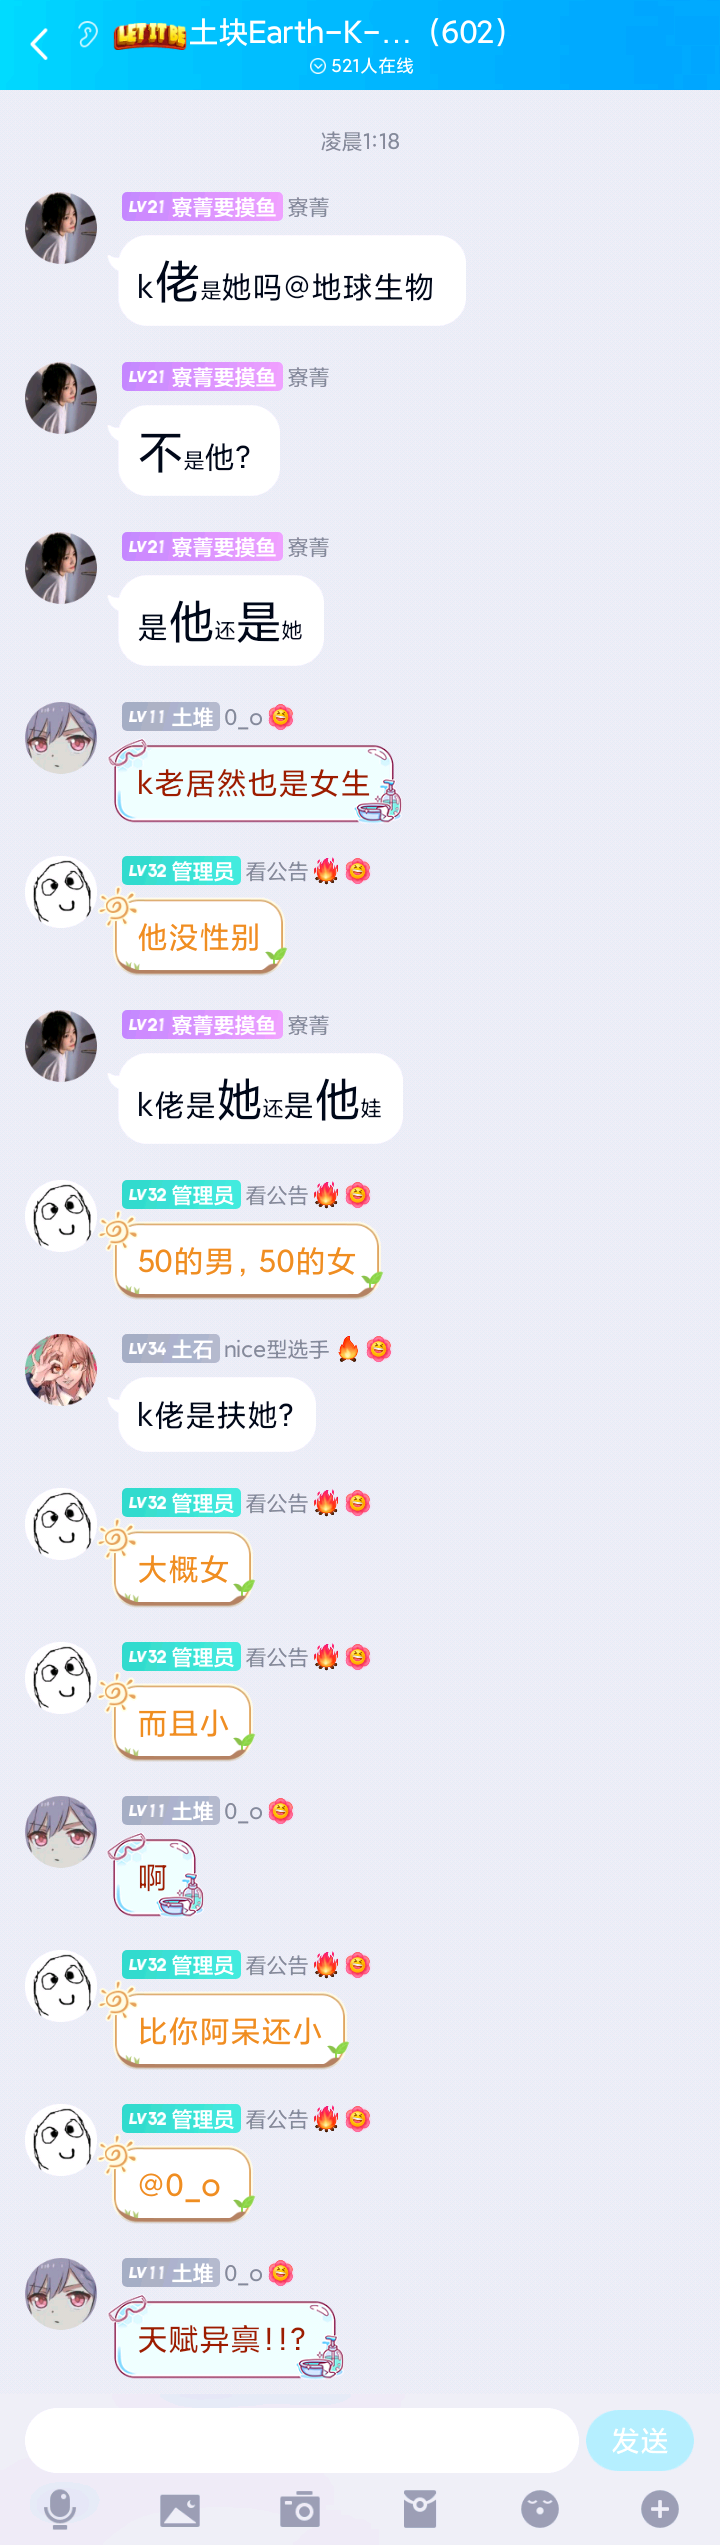 LET IT BE 土块Earth-K-...（602）
521人在线
凌晨1:18
LV21 寮菁要摸鱼 寮菁
k佬是她吗@地球生物
LV21 寮菁要摸鱼 寮菁
不是他?
LV21 寮菁要摸鱼 寮菁
是他还是她
LV11 土堆 0_o
k老居然也是女生
LV32 管理员 看公告
他没性别
LV21 寮菁要摸鱼 寮菁
k佬是她还是他娃
LV32 管理员 看公告
50的男，50的女
LV34 土石 nice型选手
k佬是扶她?
LV32 管理员 看公告
大概女
LV32 管理员 看公告
而且小
LV11 土堆 0_o
啊
LV32 管理员 看公告
比你阿呆还小
LV32 管理员 看公告
@0_o
LV11 土堆 0_o
天赋异禀!!?
发送